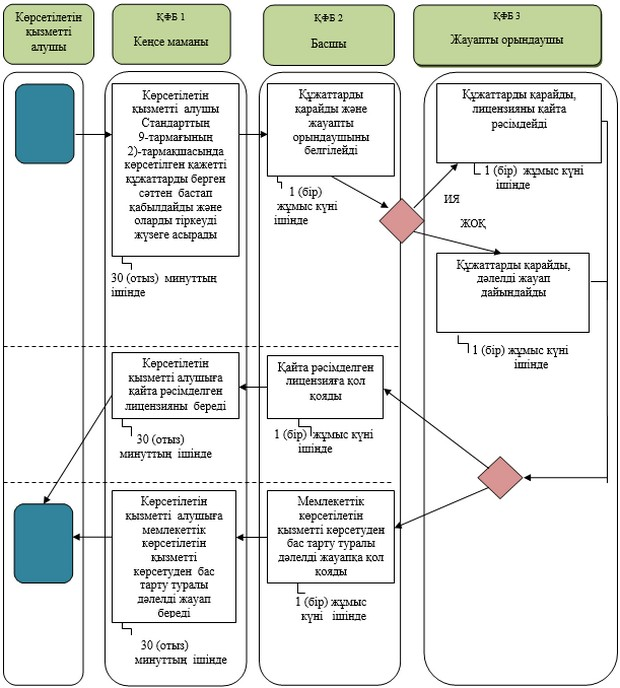 Көрсетілетін
қызметті
алушы
ҚФБ 1
Кеңсе маманы
ҚФБ 2
Басшы
ҚФБ 3
Жауапты орындаушы
Көрсетілетін
қызметті алушы
Стандарттың
9-тармағының
2)-тармақшасында
көрсетілген қажетті
құжаттарды берген
сәттен бастап
қабылдайды және
оларды тіркеуді
жүзеге асырады
30 (отыз) минуттың
ішінде
Құжаттарды
қарайды және
жауапты
орындаушыны
белгілейді
1 (бір)
жұмыс күні
ішінде
Құжаттарды қарайды,
лицензияны қайта
рәсімдейді
1 (бір) жұмыс күні
ішінде
ИЯ
ЖОҚ
Құжаттарды қарайды,
дәлелді жауап
дайындайды
1 (бір) жұмыс күні
ішінде
Көрсетілетін
қызметті алушыға
қайта рәсімделген
лицензияны береді
30 (отыз)
минуттың ішінде
Қайта рәсімделген
лицензияға қол
қояды
1 (бір) жұмыс күні
ішінде
Көрсетілетін
қызметті алушыға
мемлекеттік
көрсетілетін
қызметті
көрсетуден бас
тарту туралы
дәлелді жауап
береді
30 (отыз)
минуттың ішінде
Мемлекеттік
көрсетілетін
қызметті көрсетуден
бас тарту туралы
дәлелді жауапқа қол
қояды
1 (бір) жұмыс
күні ішінде